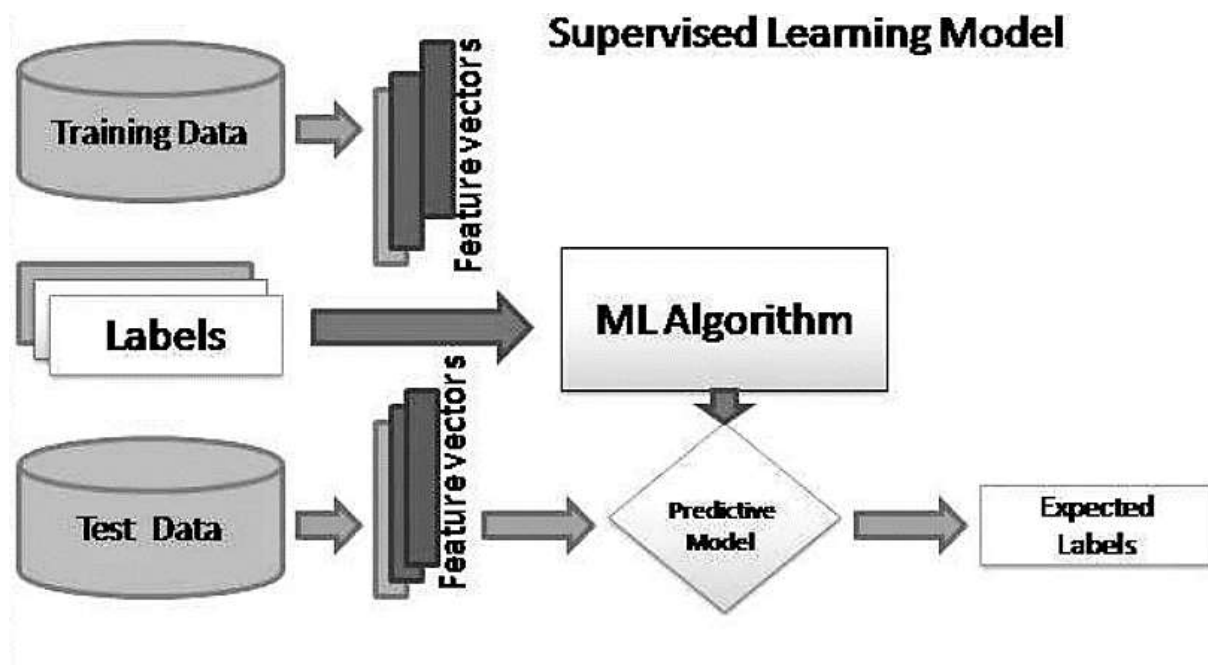 Supervised Learning Model
Training Data
Feature vectors
Labels
ML Algorithm
Test Data
Feature vectors
Predictive
Model
Expected
Labels